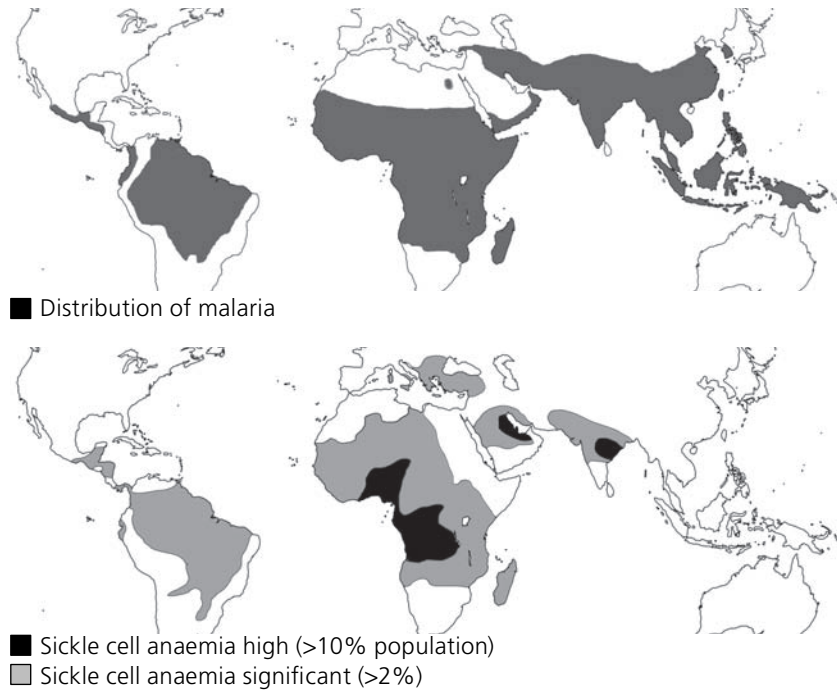 Distribution of malaria
Sickle cell anaemia high (>10% population)
Sickle cell anaemia significant (>2%)